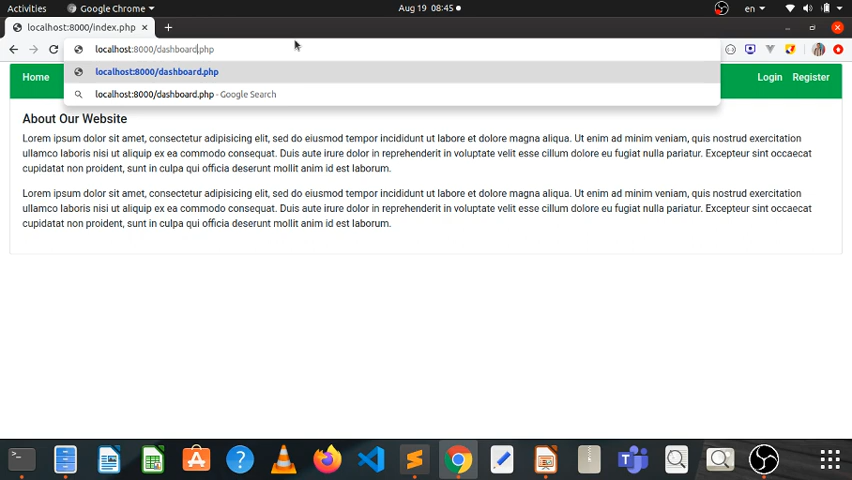 Activities
Google Chrome
Aug 19 08:45
en
localhost:8000/index.php
localhost:8000/dashboard.php
localhost:8000/dashboard.php
localhost:8000/dashboard.php - Google Search
Home
Login
Register
About Our Website
Lorem ipsum dolor sit amet, consectetur adipisicing elit, sed do eiusmod tempor incididunt ut labore et dolore magna aliqua. Ut enim ad minim veniam, quis nostrud exercitation
ullamco laboris nisi ut aliquip ex ea commodo consequat. Duis aute irure dolor in reprehenderit in voluptate velit esse cillum dolore eu fugiat nulla pariatur. Excepteur sint occaecat
cupidatat non proident, sunt in culpa qui officia deserunt mollit anim id est laborum.
Lorem ipsum dolor sit amet, consectetur adipisicing elit, sed do eiusmod tempor incididunt ut labore et dolore magna aliqua. Ut enim ad minim veniam, quis nostrud exercitation
ullamco laboris nisi ut aliquip ex ea commodo consequat. Duis aute irure dolor in reprehenderit in voluptate velit esse cillum dolore eu fugiat nulla pariatur. Excepteur sint occaecat
cupidatat non proident, sunt in culpa qui officia deserunt mollit anim id est laborum.